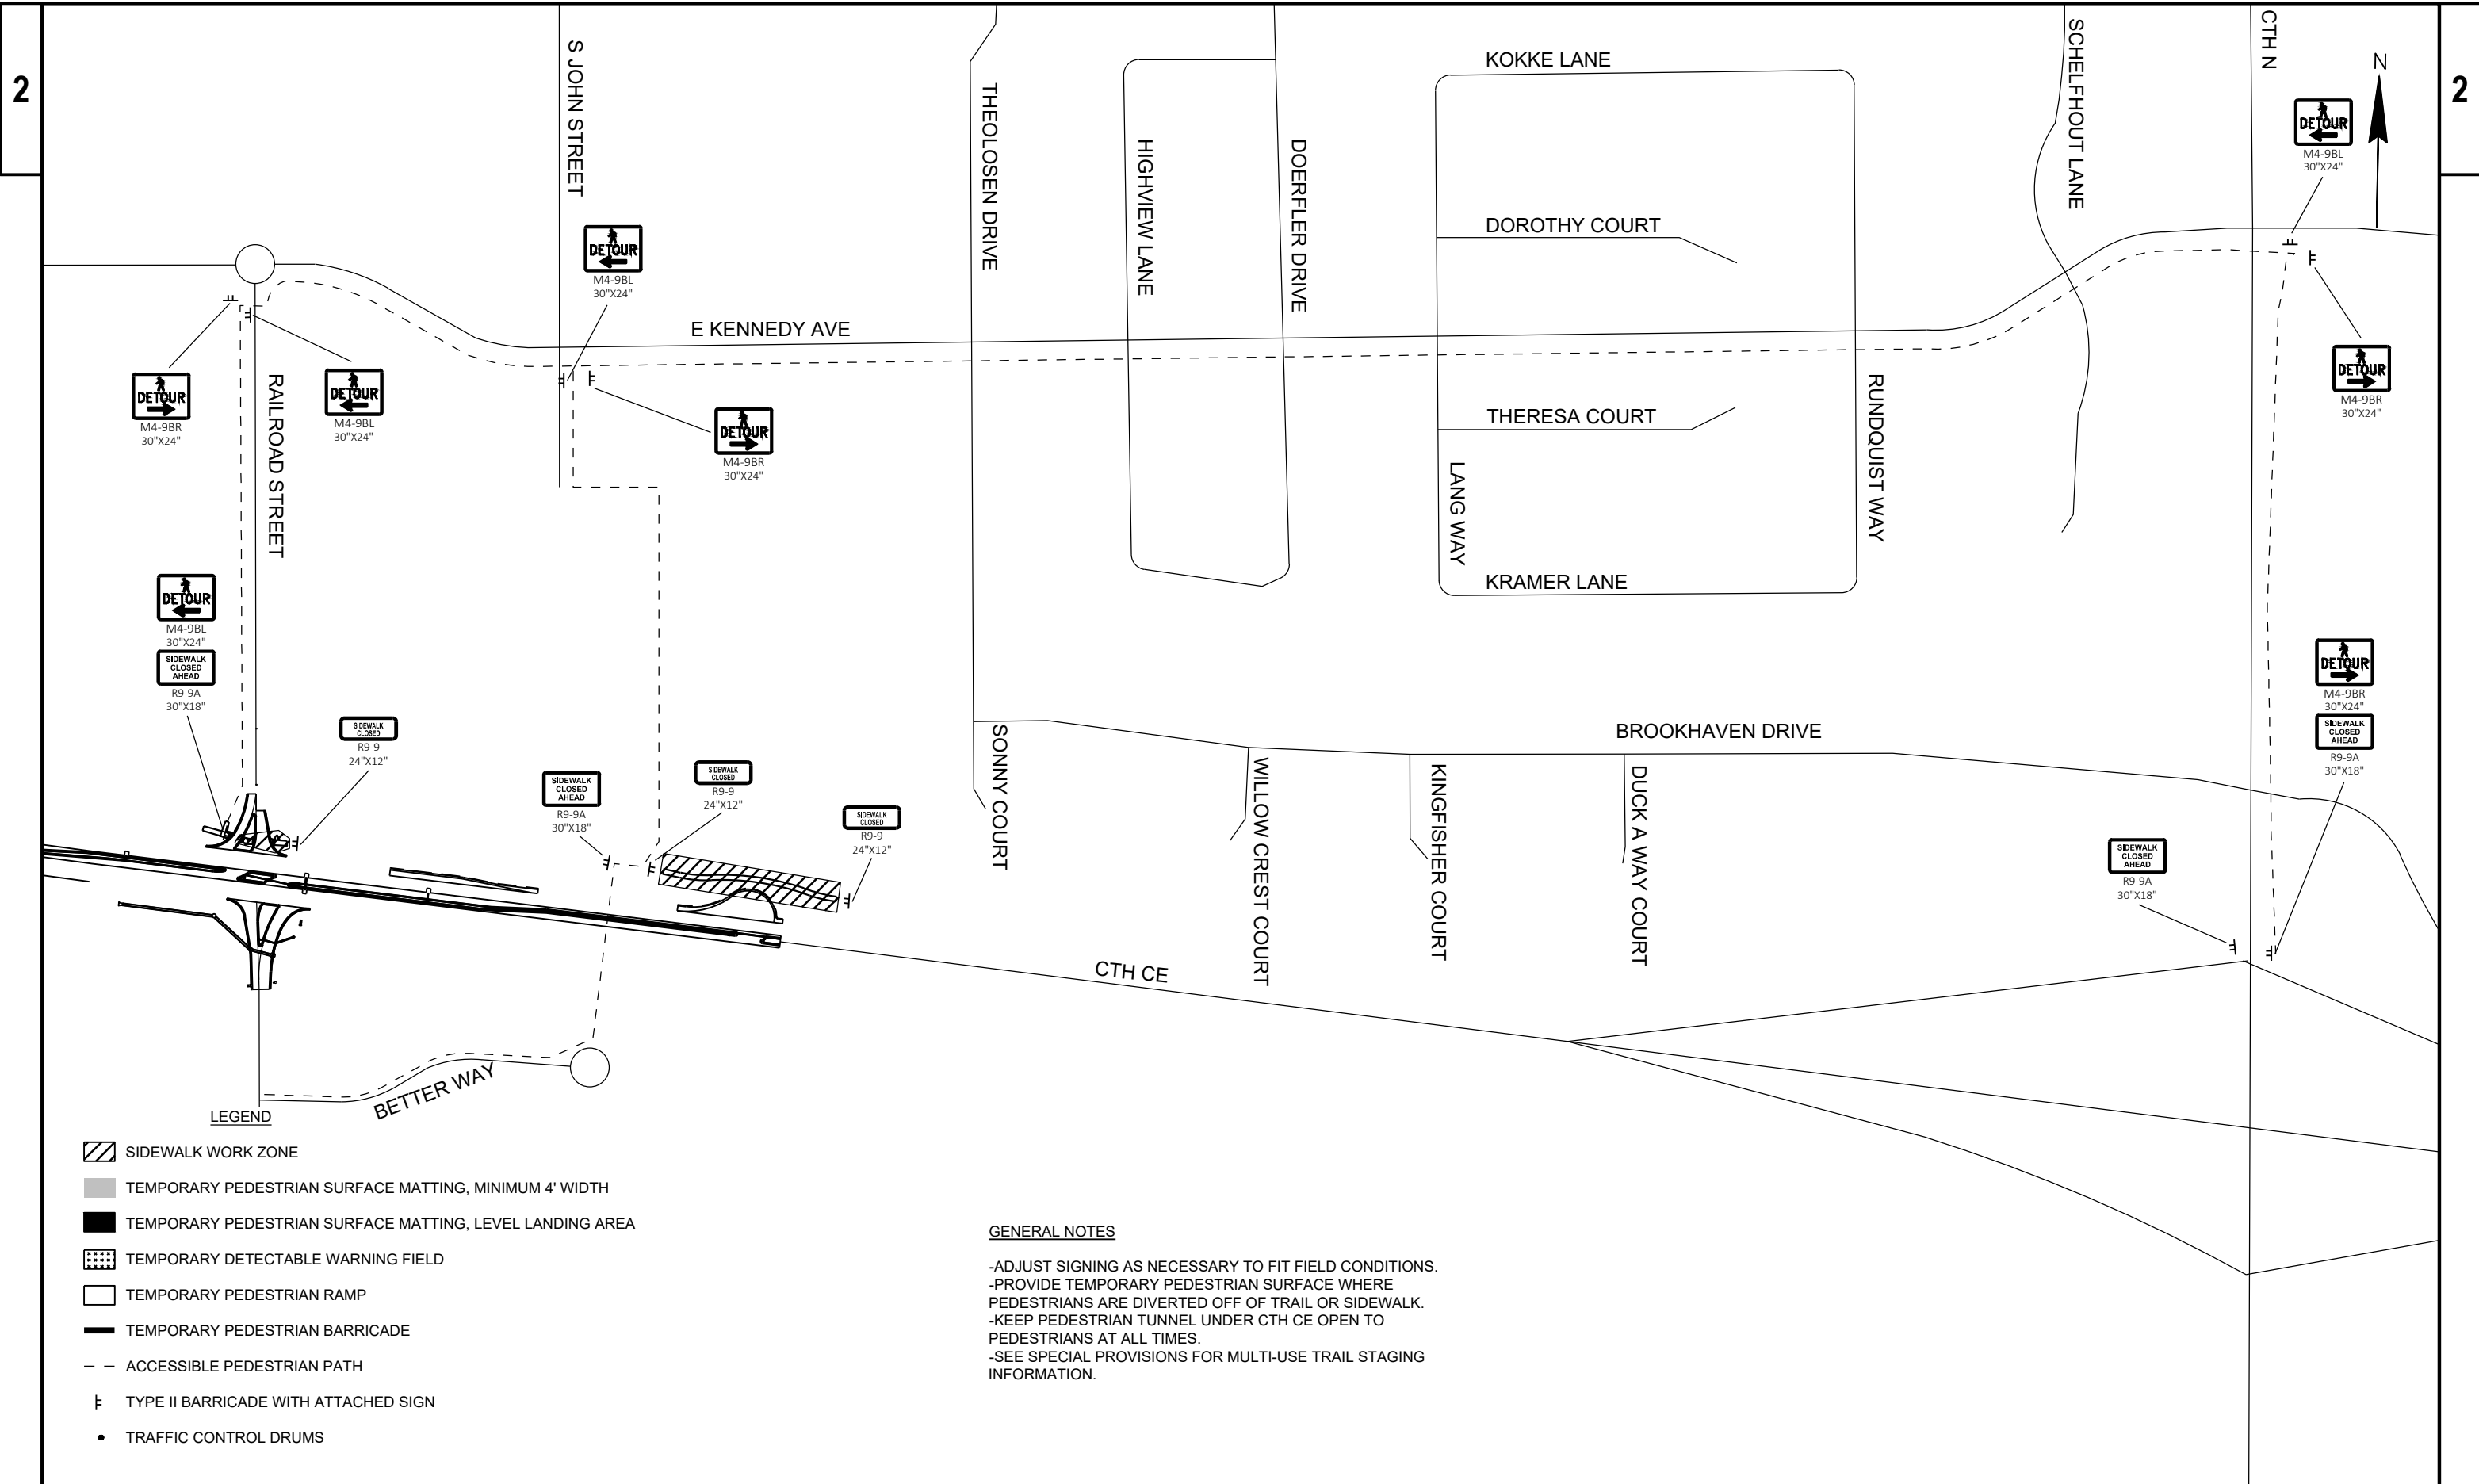 2
2
S JOHN STREET
THEOLOSEN DRIVE
HIGHVIEW LANE
DOERFLER DRIVE
KOKKE LANE
DOROTHY COURT
THERESA COURT
LANG WAY
KRAMER LANE
RUNDQUIST WAY
SCHELFHOUT LANE
CTH N
N
DETOUR
M4-9BL
30"X24"
DETOUR
M4-9BL
30"X24"
E KENNEDY AVE
DETOUR
M4-9BR
30"X24"
DETOUR
M4-9BL
30"X24"
DETOUR
M4-9BR
30"X24"
DETOUR
M4-9BR
30"X24"
RAILROAD STREET
DETOUR
M4-9BL
30"X24"
SIDEWALK
CLOSED
AHEAD
R9-9A
30"X18"
SIDEWALK
CLOSED
R9-9
24"X12"
SIDEWALK
CLOSED
AHEAD
R9-9A
30"X18"
SIDEWALK
CLOSED
R9-9
24"X12"
SIDEWALK
CLOSED
R9-9
24"X12"
SONNY COURT
BROOKHAVEN DRIVE
WILLOW CREST COURT
KINGFISHER COURT
DUCK A WAY COURT
DETOUR
M4-9BR
30"X24"
SIDEWALK
CLOSED
AHEAD
R9-9A
30"X18"
SIDEWALK
CLOSED
AHEAD
R9-9A
30"X18"
CTH CE
BETTER WAY
LEGEND
SIDEWALK WORK ZONE
TEMPORARY PEDESTRIAN SURFACE MATTING, MINIMUM 4' WIDTH
TEMPORARY PEDESTRIAN SURFACE MATTING, LEVEL LANDING AREA
TEMPORARY DETECTABLE WARNING FIELD
TEMPORARY PEDESTRIAN RAMP
TEMPORARY PEDESTRIAN BARRICADE
ACCESSIBLE PEDESTRIAN PATH
TYPE II BARRICADE WITH ATTACHED SIGN
TRAFFIC CONTROL DRUMS
GENERAL NOTES
-ADJUST SIGNING AS NECESSARY TO FIT FIELD CONDITIONS.
-PROVIDE TEMPORARY PEDESTRIAN SURFACE WHERE
PEDESTRIANS ARE DIVERTED OFF OF TRAIL OR SIDEWALK.
-KEEP PEDESTRIAN TUNNEL UNDER CTH CE OPEN TO
PEDESTRIANS AT ALL TIMES.
-SEE SPECIAL PROVISIONS FOR MULTI-USE TRAIL STAGING
INFORMATION.